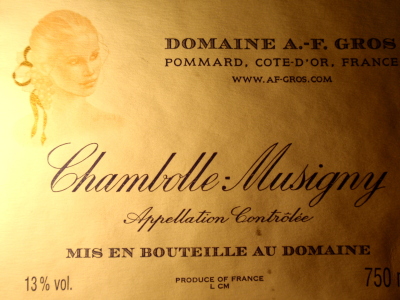 DOMAINE A.-F. GROS
POMMARD, COTE-D'OR, FRANCE
WWW.AF-GROS.COM
Chambolle-Musigny
Appellation Contrôlée
MIS EN BOUTEILLE AU DOMAINE
13% vol.
PRODUCE OF FRANCE
L CM
750